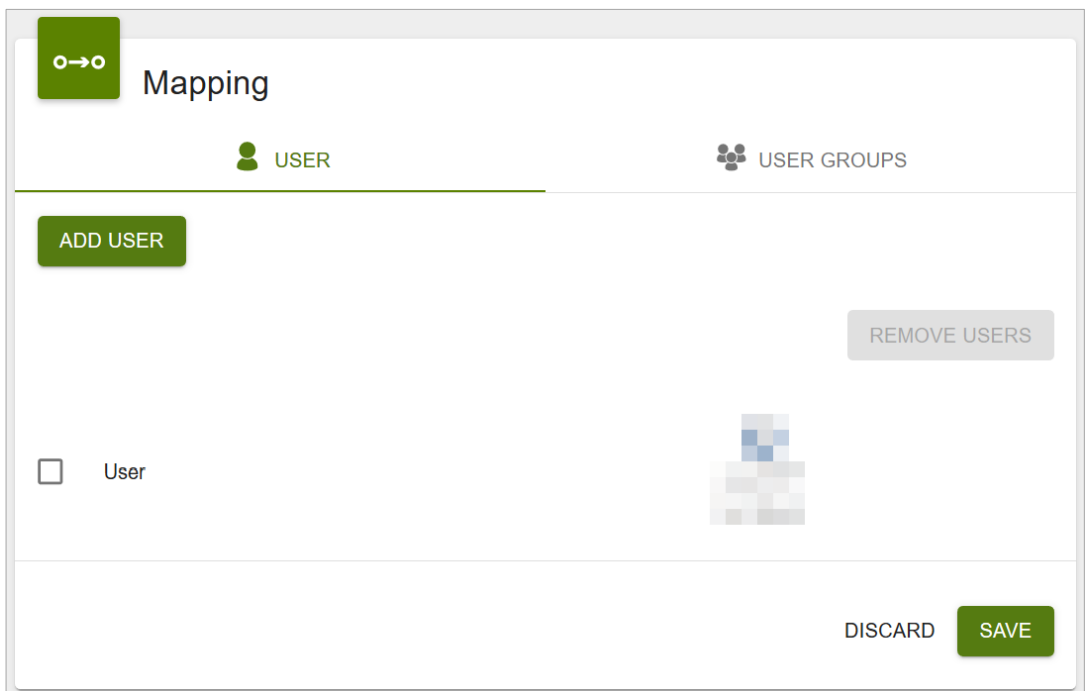 Mapping
USER
USER GROUPS
ADD USER
REMOVE USERS
User
DISCARD
SAVE